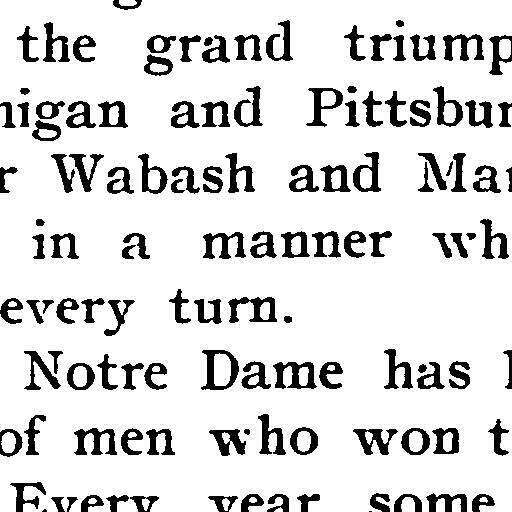 the grand triump
higan and Pittsbur
r Wabash and Mar
in a manner wh
every turn.
Notre Dame has
of men who won t
Every year some